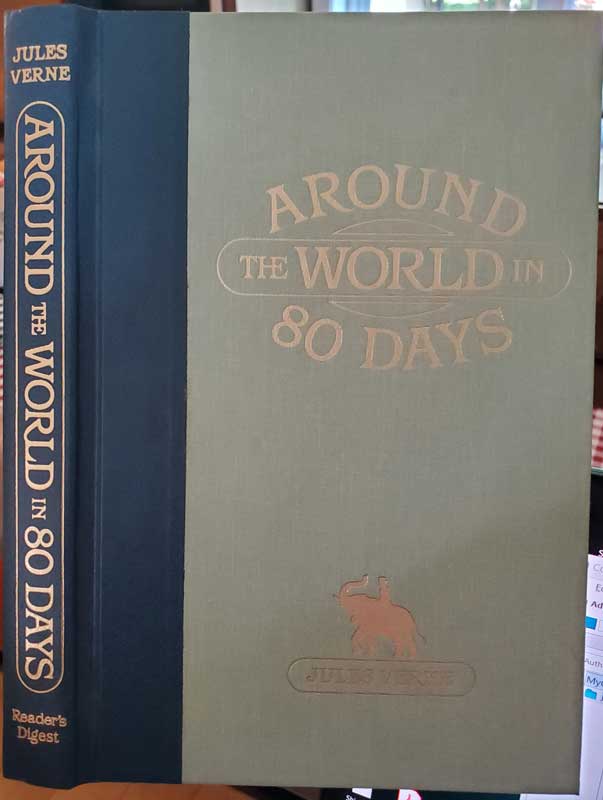 JULES
VERNE
AROUND THE WORLD IN 80 DAYS
Reader's
Digest
AROUND
THE WORLD IN
80 DAYS
JULES VERNE